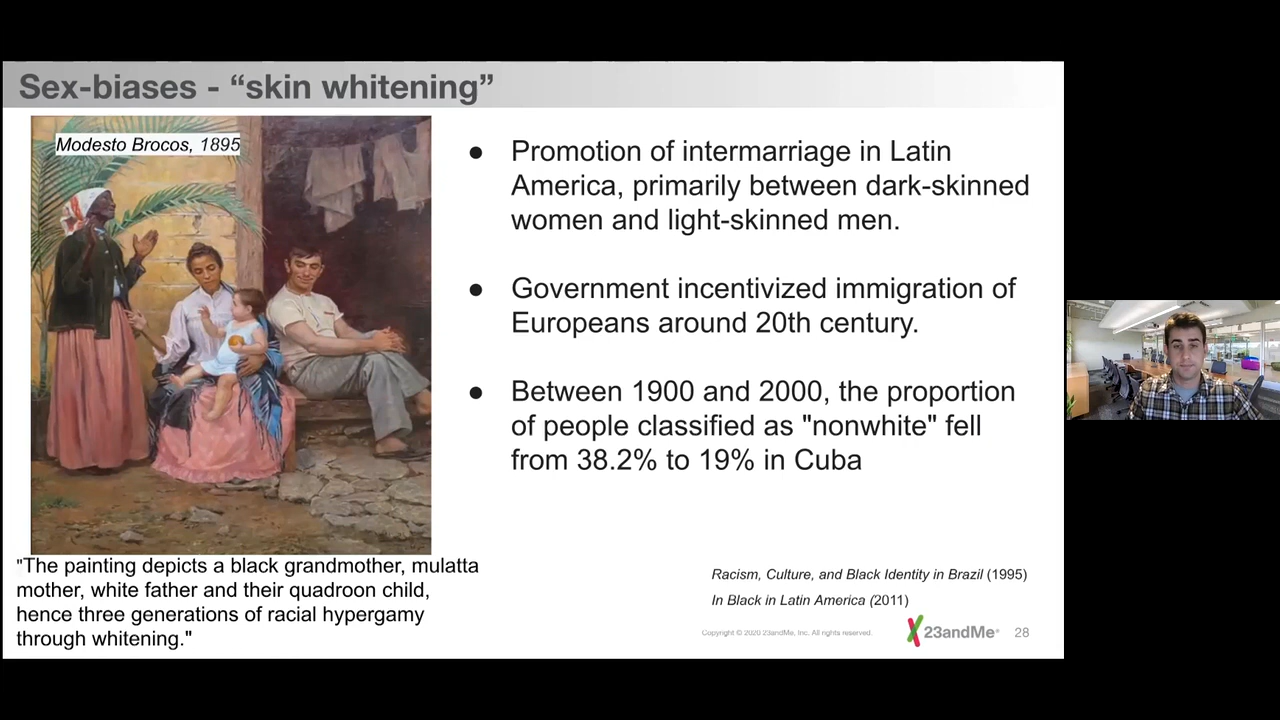 Sex-biases - “skin whitening”
Modesto Brocos, 1895
● Promotion of intermarriage in Latin
America, primarily between dark-skinned
women and light-skinned men.
● Government incentivized immigration of
Europeans around 20th century.
● Between 1900 and 2000, the proportion
of people classified as "nonwhite" fell
from 38.2% to 19% in Cuba
"The painting depicts a black grandmother, mulatta
mother, white father and their quadroon child,
hence three generations of racial hypergamy
through whitening."
Racism, Culture, and Black Identity in Brazil (1995)
In Black in Latin America (2011)
Copyright © 2020 23andMe, Inc. All rights reserved.
23andMe®
28